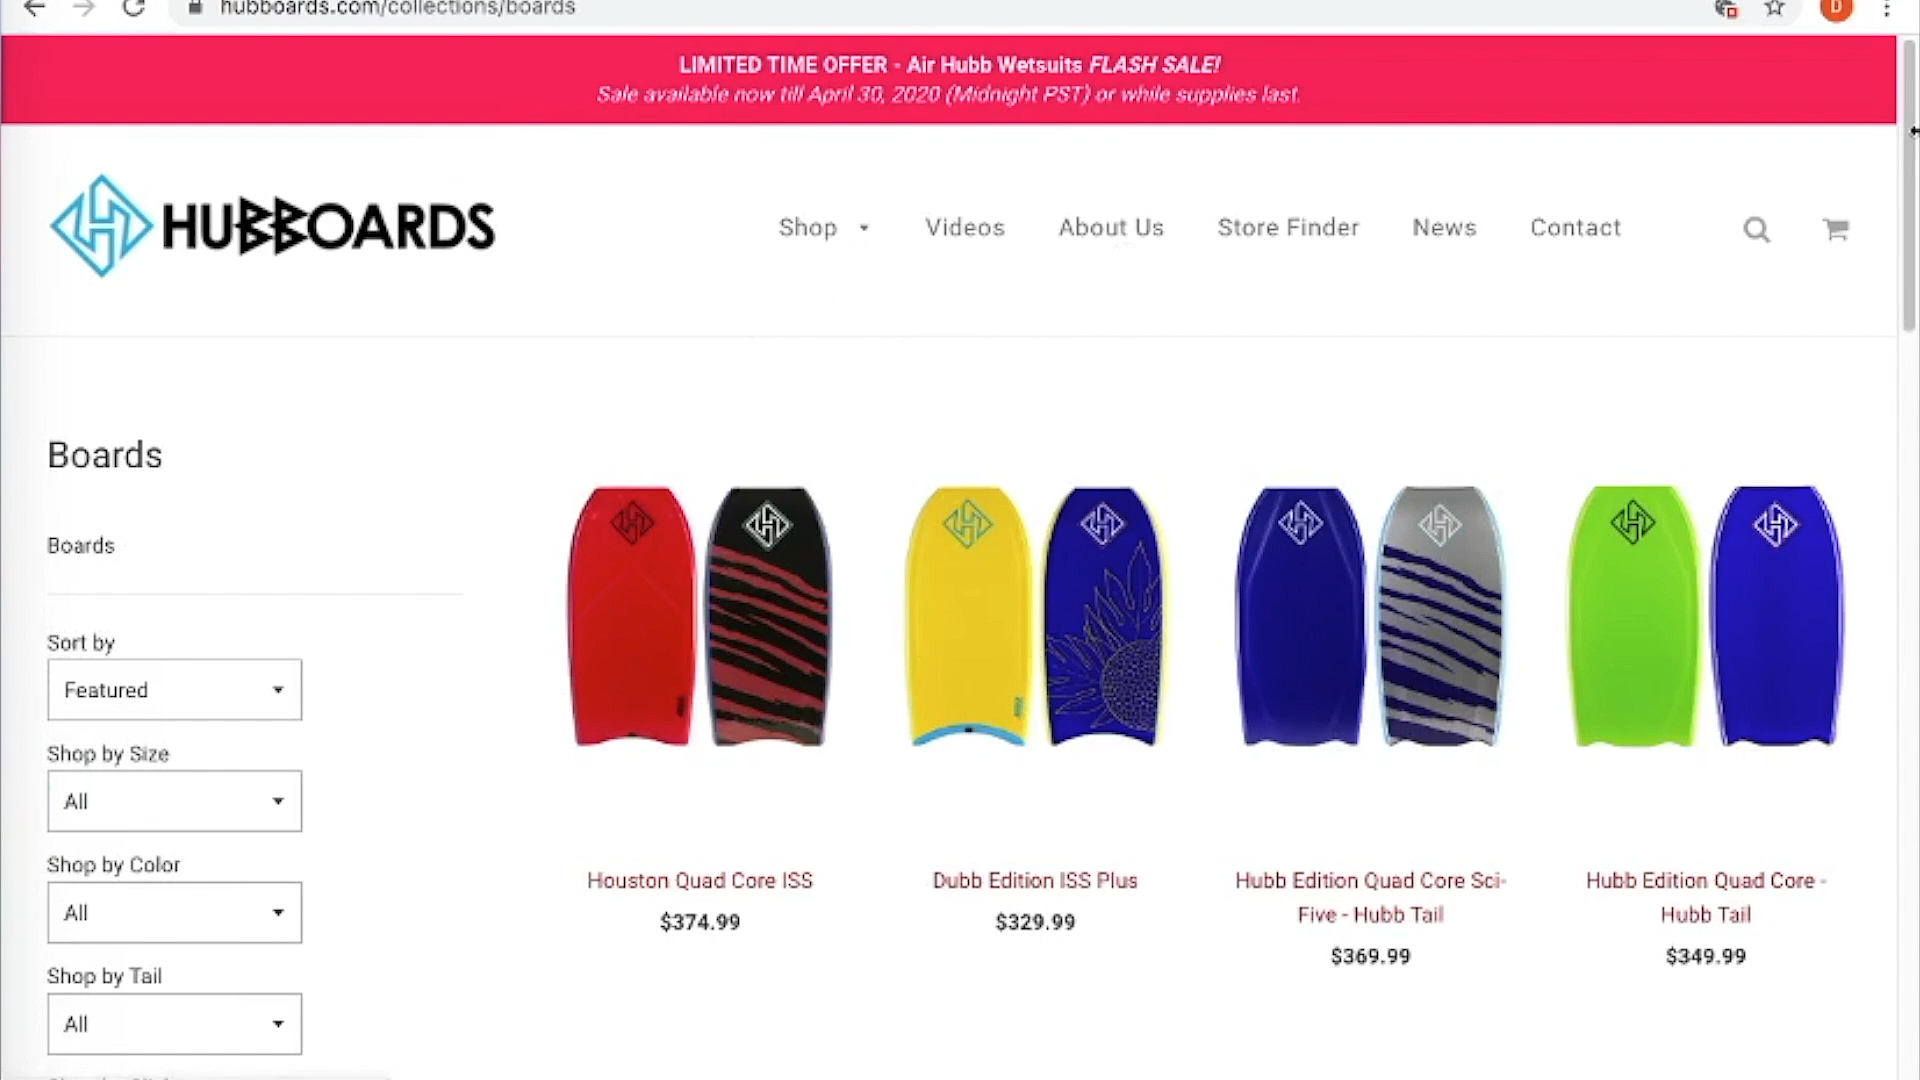 hubboards.com/collections/boards
D
LIMITED TIME OFFER - Air Hubb Wetsuits FLASH SALE!
Sale available now till April 30, 2020 (Midnight PST) or while supplies last.
HUBBOARDS
Shop
Videos
About Us
Store Finder
News
Contact
Boards
Boards
Sort by
Featured
Shop by Size
All
Shop by Color
All
Shop by Tail
All
Houston Quad Core ISS
$374.99
Dubb Edition ISS Plus
$329.99
Hubb Edition Quad Core Sci-
Five - Hubb Tail
$369.99
Hubb Edition Quad Core -
Hubb Tail
$349.99